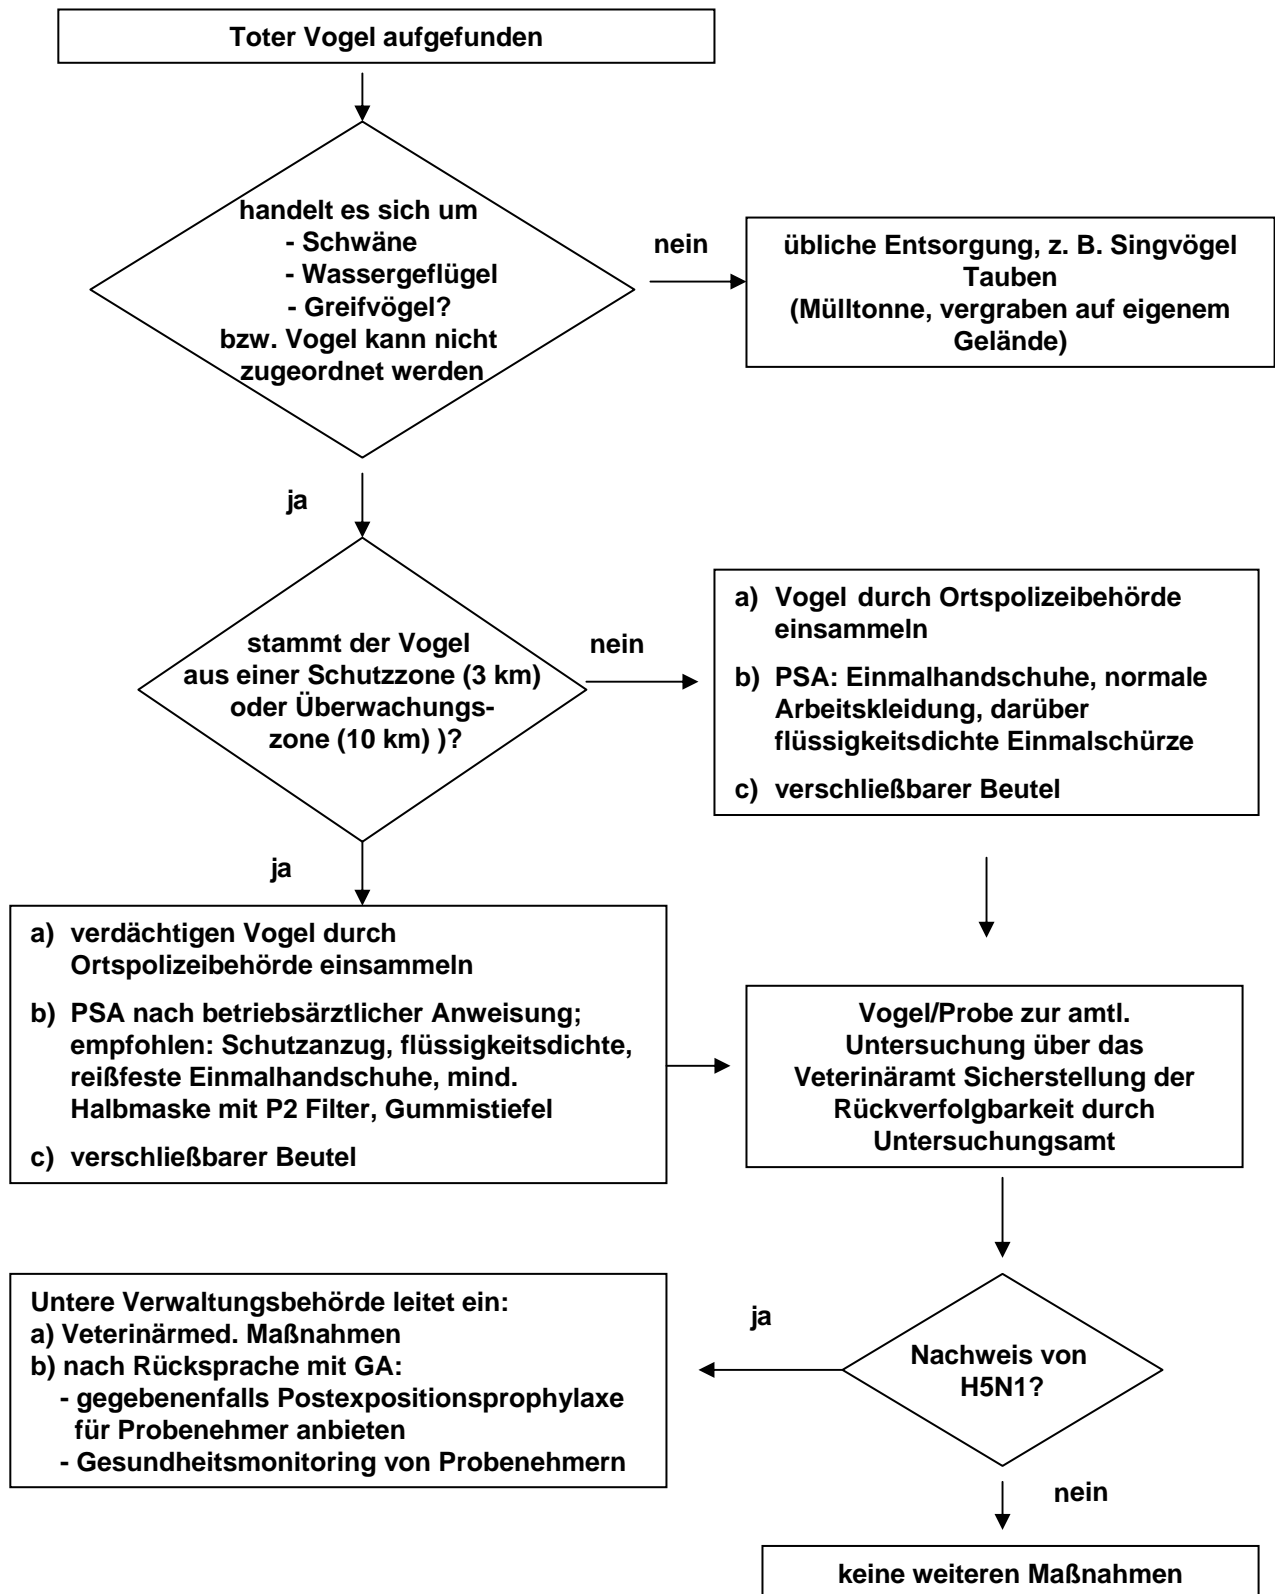 Toter Vogel aufgefunden
handelt es sich um
- Schwäne
- Wassergeflügel
- Greifvögel?
bzw. Vogel kann nicht
zugeordnet werden
nein
übliche Entsorgung, z. B. Singvögel
Tauben
(Mülltonne, vergraben auf eigenem
Gelände)
ja
stammt der Vogel
aus einer Schutzzone (3 km)
oder Überwachungs-
zone (10 km) )?
nein
a) Vogel durch Ortspolizeibehörde
einsammeln
b) PSA: Einmalhandschuhe, normale
Arbeitskleidung, darüber
flüssigkeitsdichte Einmalschürze
c) verschließbarer Beutel
ja
a) verdächtigen Vogel durch
Ortspolizeibehörde einsammeln
b) PSA nach betriebsärztlicher Anweisung;
empfohlen: Schutzanzug, flüssigkeitsdichte,
reißfeste Einmalhandschuhe, mind.
Halbmaske mit P2 Filter, Gummistiefel
c) verschließbarer Beutel
Vogel/Probe zur amtl.
Untersuchung über das
Veterinäramt Sicherstellung der
Rückverfolgbarkeit durch
Untersuchungsamt
Nachweis von
H5N1?
ja
Untere Verwaltungsbehörde leitet ein:
a) Veterinärmed. Maßnahmen
b) nach Rücksprache mit GA:
- gegebenenfalls Postexpositionsprophylaxe
für Probenehmer anbieten
- Gesundheitsmonitoring von Probenehmern
nein
keine weiteren Maßnahmen